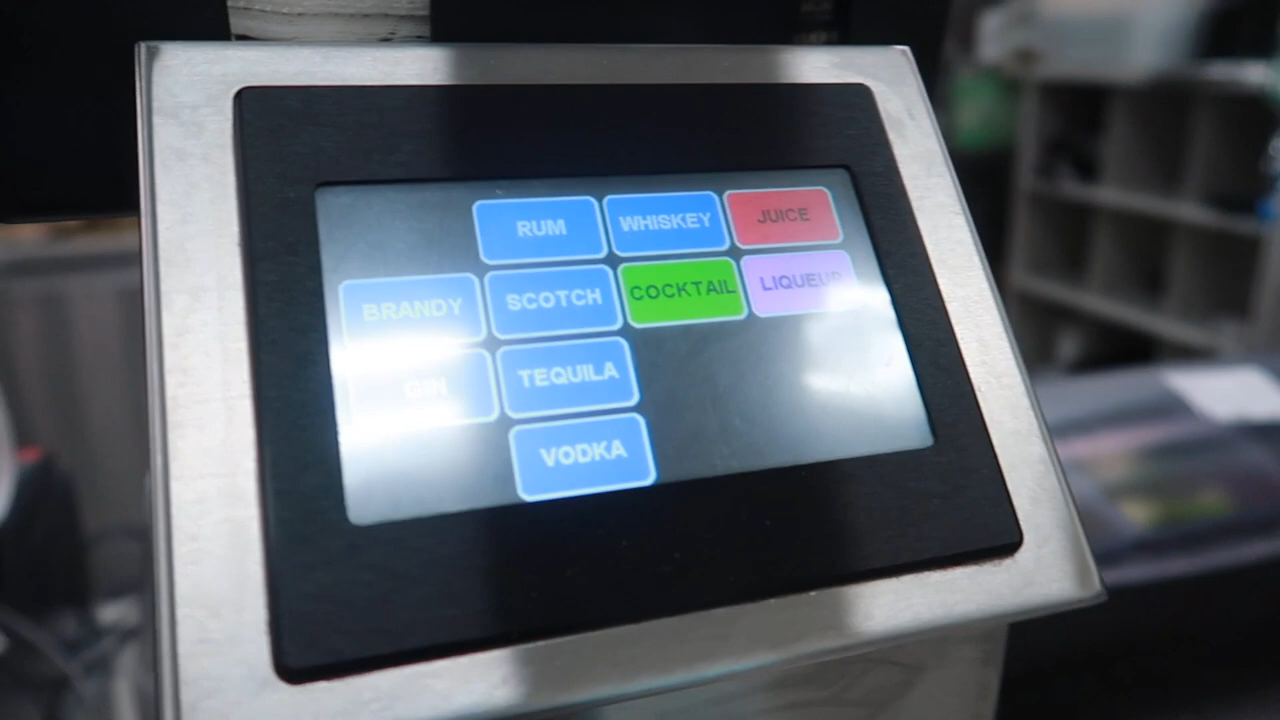 RUM WHISKEY JUICE
BRANDY SCOTCH COCKTAIL LIQUEUR
GIN TEQUILA
VODKA